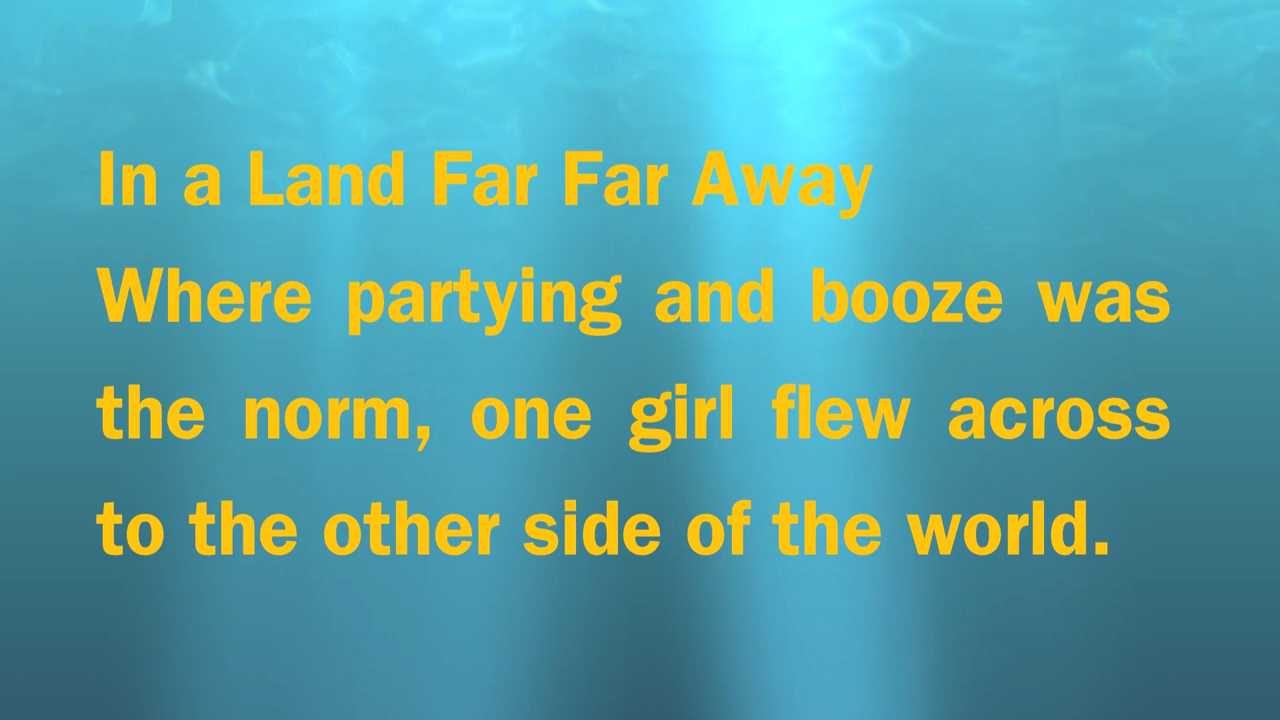 In a Land Far Far Away
Where partying and booze was
the norm, one girl flew across
to the other side of the world.